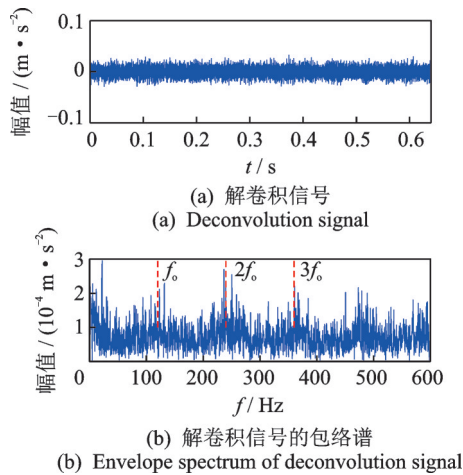 0.1
0
−0.1
幅值 / (m • s⁻²)
0 0.1 0.2 0.3 0.4 0.5 0.6
t / s
(a) 解卷积信号
(a) Deconvolution signal
3
2
1
幅值 / (10⁻⁴ m • s⁻²)
fₒ 2fₒ 3fₒ
0 100 200 300 400 500 600
f / Hz
(b) 解卷积信号的包络谱
(b) Envelope spectrum of deconvolution signal